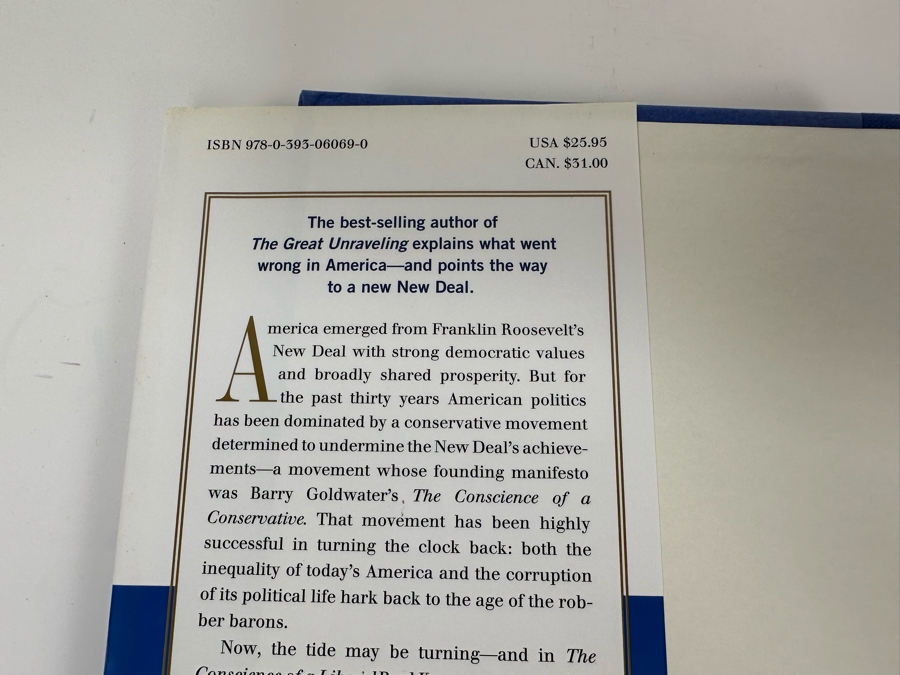 ISBN 978-0-393-06069-0
USA $25.95
CAN. $31.00
The best-selling author of
The Great Unraveling explains what went
wrong in America—and points the way
to a new New Deal.
America emerged from Franklin Roosevelt's
New Deal with strong democratic values
and broadly shared prosperity. But for
the past thirty years American politics
has been dominated by a conservative movement
determined to undermine the New Deal's achieve-
ments—a movement whose founding manifesto
was Barry Goldwater's The Conscience of a
Conservative. That movement has been highly
successful in turning the clock back: both the
inequality of today's America and the corruption
of its political life hark back to the age of the rob-
ber barons.
Now, the tide may be turning—and in The
Conscience of a Liberal